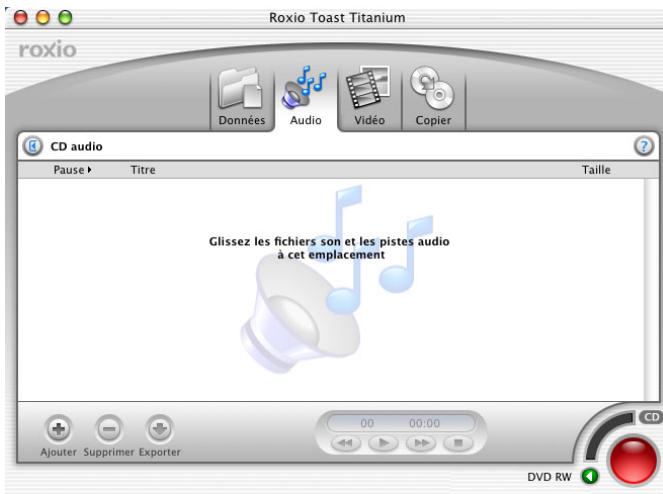 Roxio Toast Titanium
roxio
Données Audio Vidéo Copier
CD audio ?
Pause Titre Taille
Glissez les fichiers son et les pistes audio
à cet emplacement
00 00:00
CD
Ajouter Supprimer Exporter
DVD RW